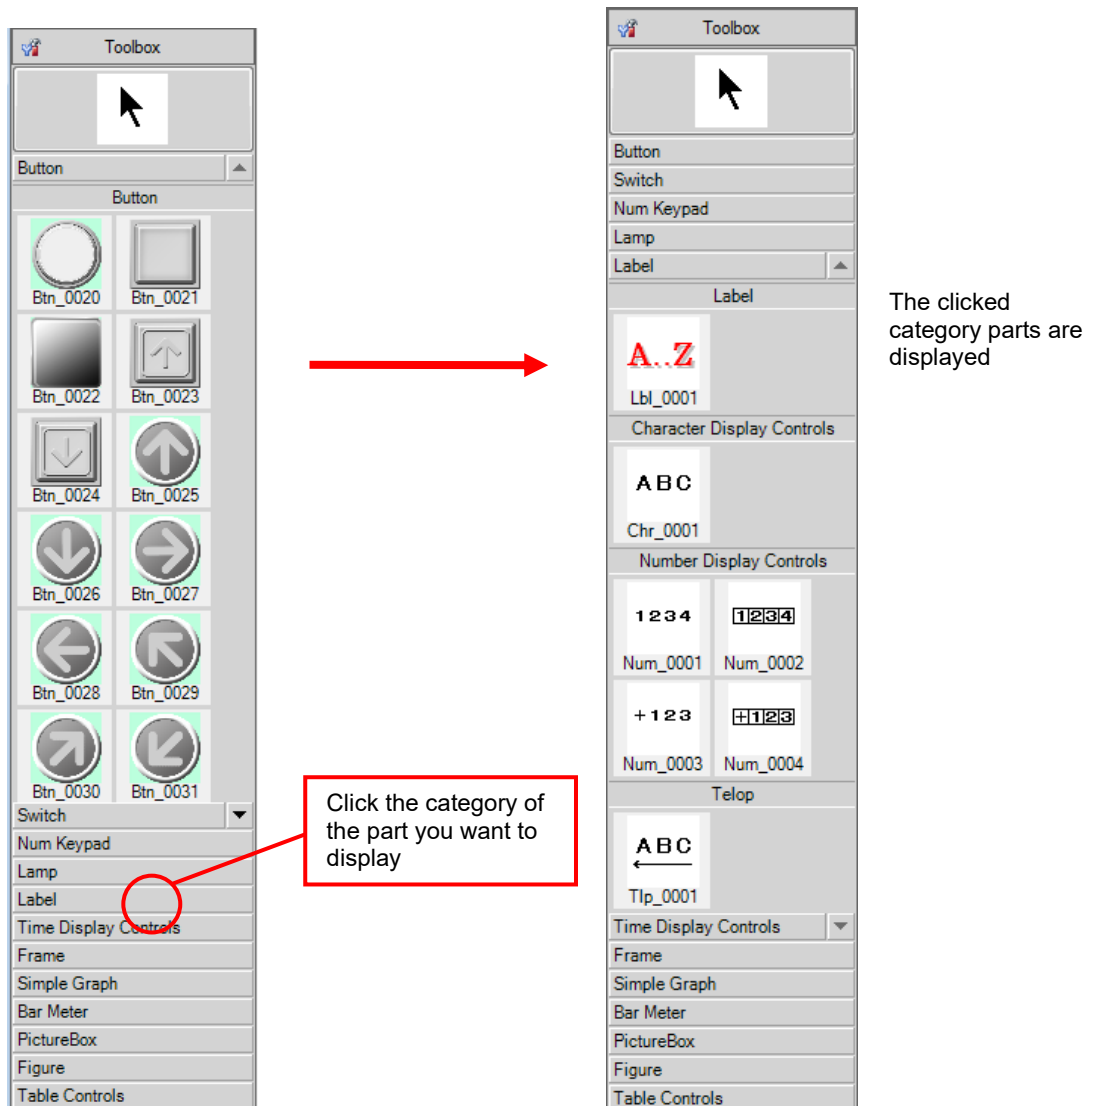 Toolbox
Button
Button
Btn_0020 Btn_0021
Btn_0022 Btn_0023
Btn_0024 Btn_0025
Btn_0026 Btn_0027
Btn_0028 Btn_0029
Btn_0030 Btn_0031
Switch
Num Keypad
Lamp
Label
Time Display Controls
Frame
Simple Graph
Bar Meter
PictureBox
Figure
Table Controls
Click the category of
the part you want to
display
Toolbox
Button
Switch
Num Keypad
Lamp
Label
Label
A..Z
Lbl_0001
Character Display Controls
ABC
Chr_0001
Number Display Controls
1234 1234
Num_0001 Num_0002
+123 +123
Num_0003 Num_0004
Telop
ABC
Tlp_0001
Time Display Controls
Frame
Simple Graph
Bar Meter
PictureBox
Figure
Table Controls
The clicked
category parts are
displayed